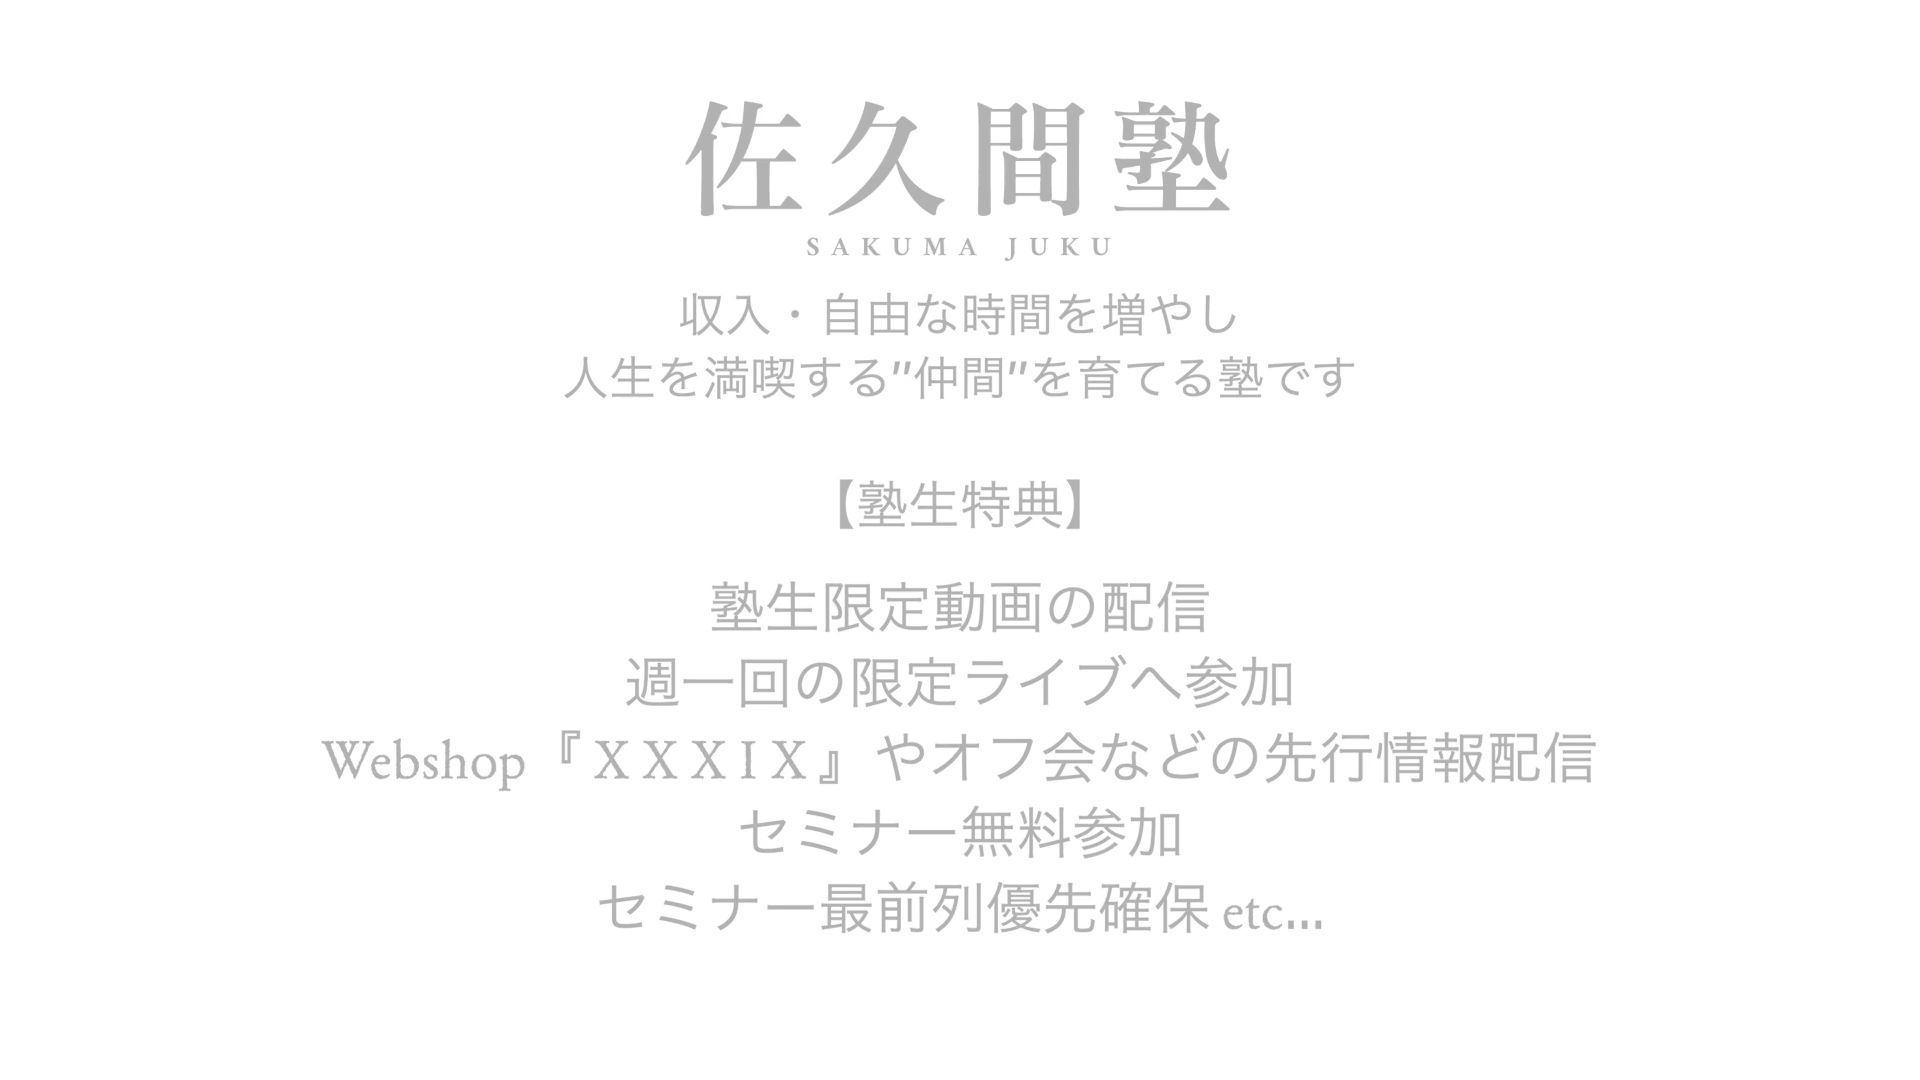 佐久間塾
SAKUMA JUKU
収入・自由な時間を増やし
人生を満喫する"仲間"を育てる塾です
【塾生特典】
塾生限定動画の配信
週一回の限定ライブへ参加
Webshop『XXXIX』やオフ会などの先行情報配信
セミナー無料参加
セミナー最前列優先確保 etc...